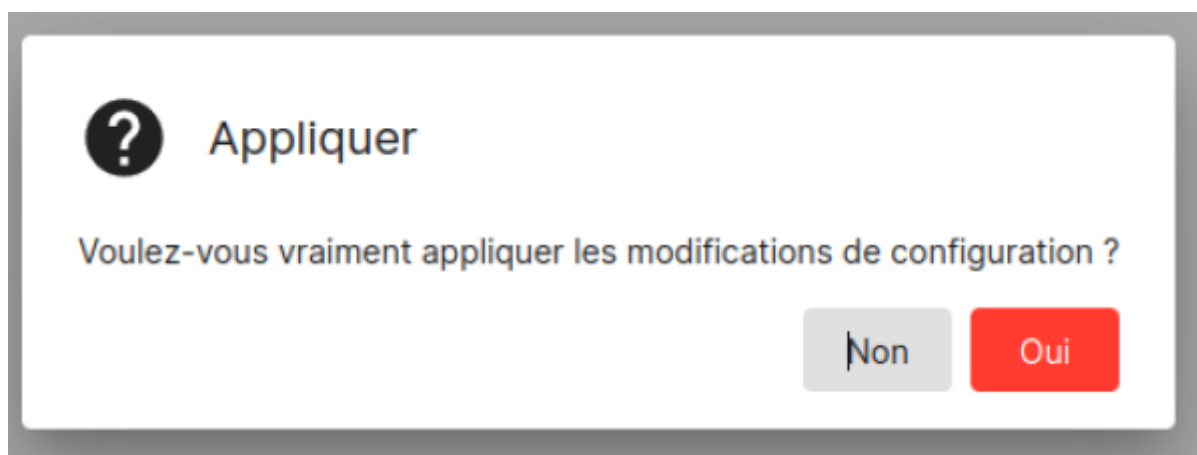 Appliquer
Voulez-vous vraiment appliquer les modifications de configuration ?
Non Oui